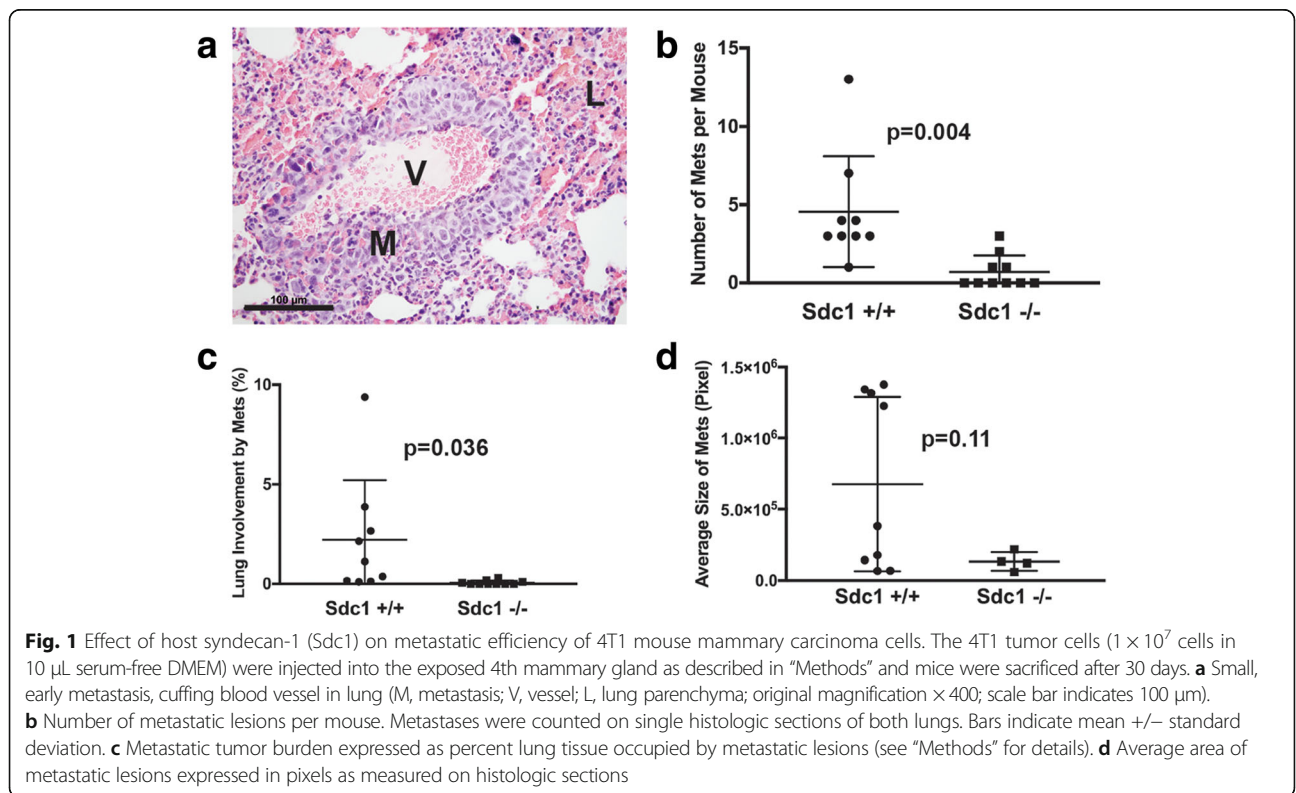 a
L
V
M
100 µm
b
Number of Mets per Mouse
15
10
5
0
p=0.004
Sdc1 +/+
Sdc1 -/-
c
Lung Involvement by Mets (%)
10
5
0
p=0.036
Sdc1 +/+
Sdc1 -/-
d
Average Size of Mets (Pixel)
1.5×10⁶
1.0×10⁶
5.0×10⁵
0.0
p=0.11
Sdc1 +/+
Sdc1 -/-
Fig. 1 Effect of host syndecan-1 (Sdc1) on metastatic efficiency of 4T1 mouse mammary carcinoma cells. The 4T1 tumor cells (1 × 10⁷ cells in
10 μL serum-free DMEM) were injected into the exposed 4th mammary gland as described in “Methods” and mice were sacrificed after 30 days. a Small,
early metastasis, cuffing blood vessel in lung (M, metastasis; V, vessel; L, lung parenchyma; original magnification × 400; scale bar indicates 100 μm).
b Number of metastatic lesions per mouse. Metastases were counted on single histologic sections of both lungs. Bars indicate mean +/− standard
deviation. c Metastatic tumor burden expressed as percent lung tissue occupied by metastatic lesions (see “Methods” for details). d Average area of
metastatic lesions expressed in pixels as measured on histologic sections